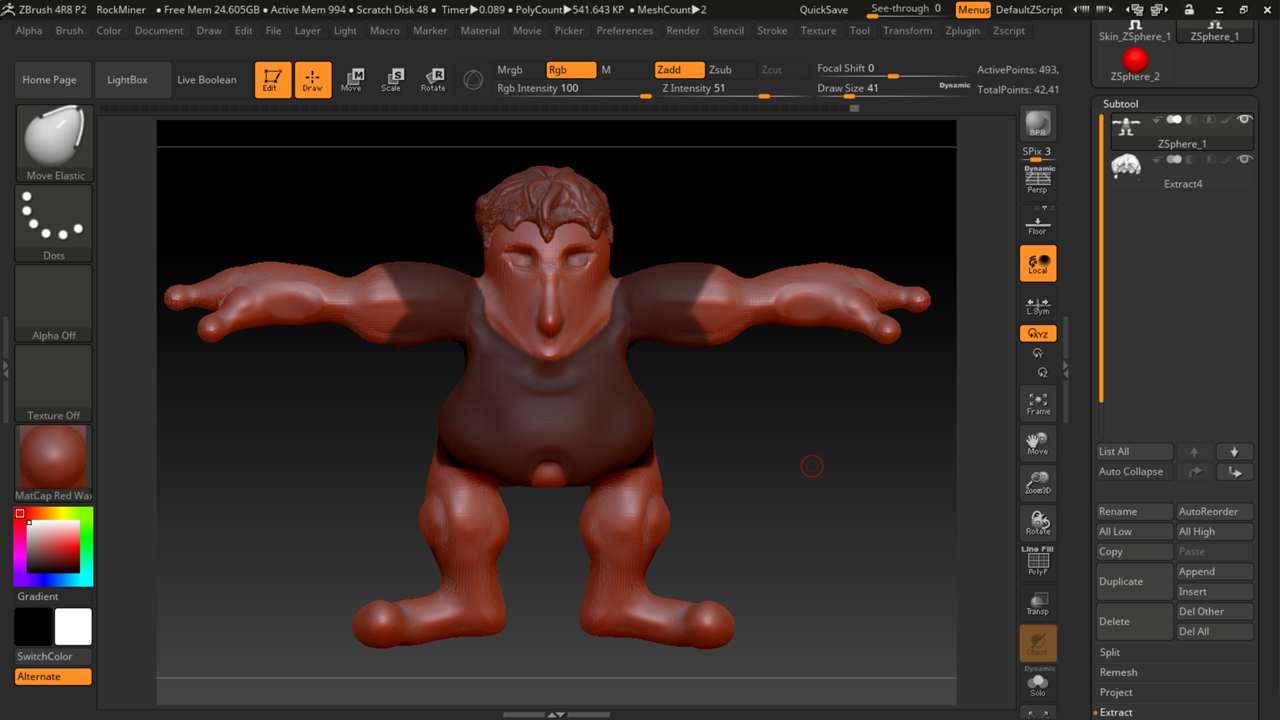 ZBrush 4R8 P2 RockMiner • Free Mem 24.605GB • Active Mem 994 • Scratch Disk 48 • Timer▶0.089 • PolyCount▶541.643 KP • MeshCount▶2 QuickSave See-through 0 Menus DefaultZScript
Alpha Brush Color Document Draw Edit File Layer Light Macro Marker Material Movie Picker Preferences Render Stencil Stroke Texture Tool Transform Zplugin Zscript
Skin_ZSphere_1 ZSphere_1
ZSphere_2
Home Page LightBox Live Boolean Edit Draw Move Scale Rotate
Mrgb Rgb M Zadd Zsub Zcut Focal Shift 0 ActivePoints: 493,
Rgb Intensity 100 Z Intensity 51 Draw Size 41 Dynamic TotalPoints: 42,41
Move Elastic
Dots
Alpha Off
Texture Off
MatCap Red Wax
Gradient
SwitchColor
Alternate
BPR
SPix 3
Dynamic
Persp
Floor
Local
L.Sym
XYZ
Y
Z
Frame
Move
Zoom3D
Rotate
Line Fill
PolyF
Transp
Ghost
Dynamic
Solo
Subtool
ZSphere_1
Extract4
List All
Auto Collapse
Rename AutoReorder
All Low All High
Copy Paste
Duplicate Append
Insert
Delete Del Other
Del All
Split
Remesh
Project
Extract